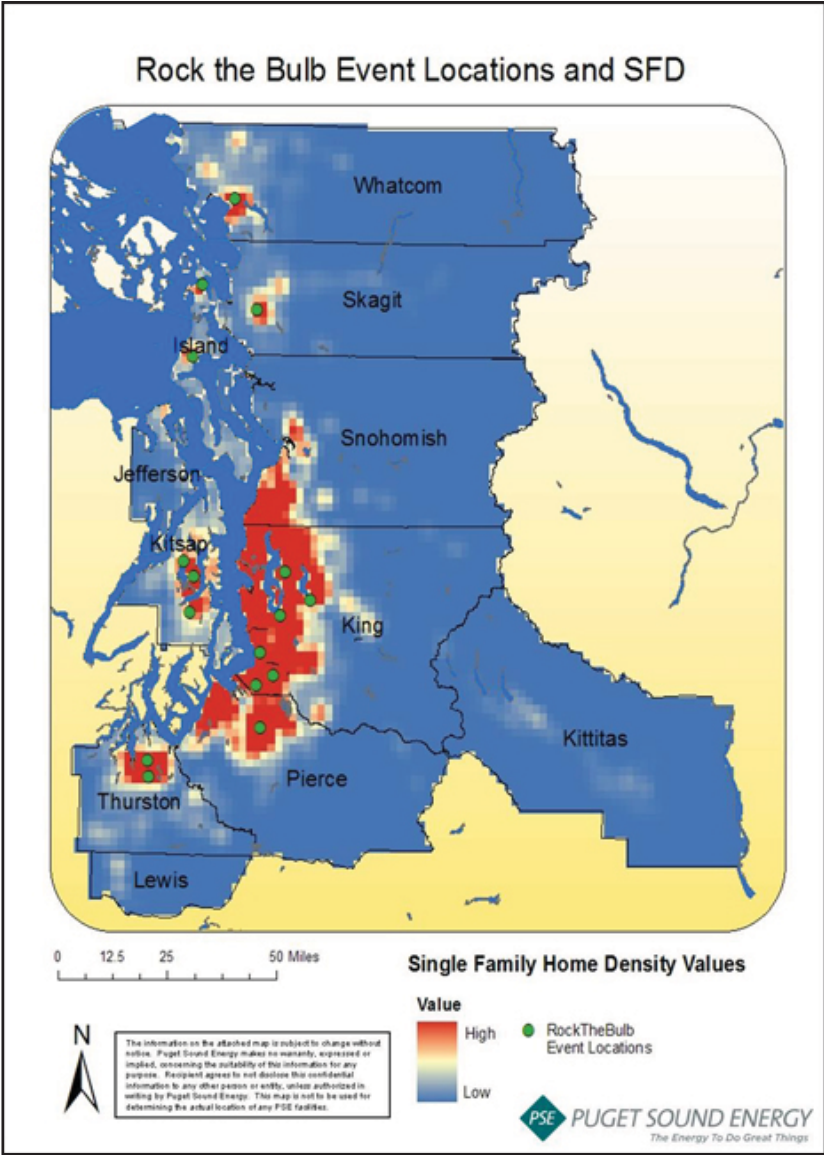 Rock the Bulb Event Locations and SFD
Whatcom
Skagit
Island
Snohomish
Jefferson
Kitsap
King
Kittitas
Pierce
Thurston
Lewis
0 12.5 25 50 Miles
Single Family Home Density Values
Value
High
Low
RockTheBulb
Event Locations
N
The information on the attached map is subject to change without
notice. Puget Sound Energy makes no warranty, expressed or
implied, concerning the suitability of this information for any
purpose. Recipient agrees to not disclose this confidential
information to any other person or entity, unless authorized in
writing by Puget Sound Energy. This map is not to be used for
determining the actual location of any PSE facilities.
PSE PUGET SOUND ENERGY
The Energy To Do Great Things